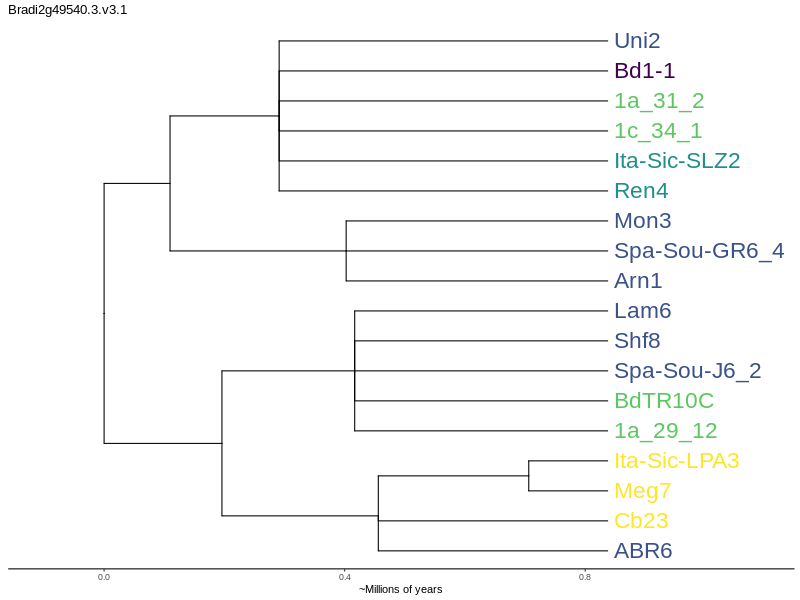 Bradi2g49540.3.v3.1
Uni2
Bd1-1
1a_31_2
1c_34_1
Ita-Sic-SLZ2
Ren4
Mon3
Spa-Sou-GR6_4
Arn1
Lam6
Shf8
Spa-Sou-J6_2
BdTR10C
1a_29_12
Ita-Sic-LPA3
Meg7
Cb23
ABR6
0.0 0.4 0.8
~Millions of years